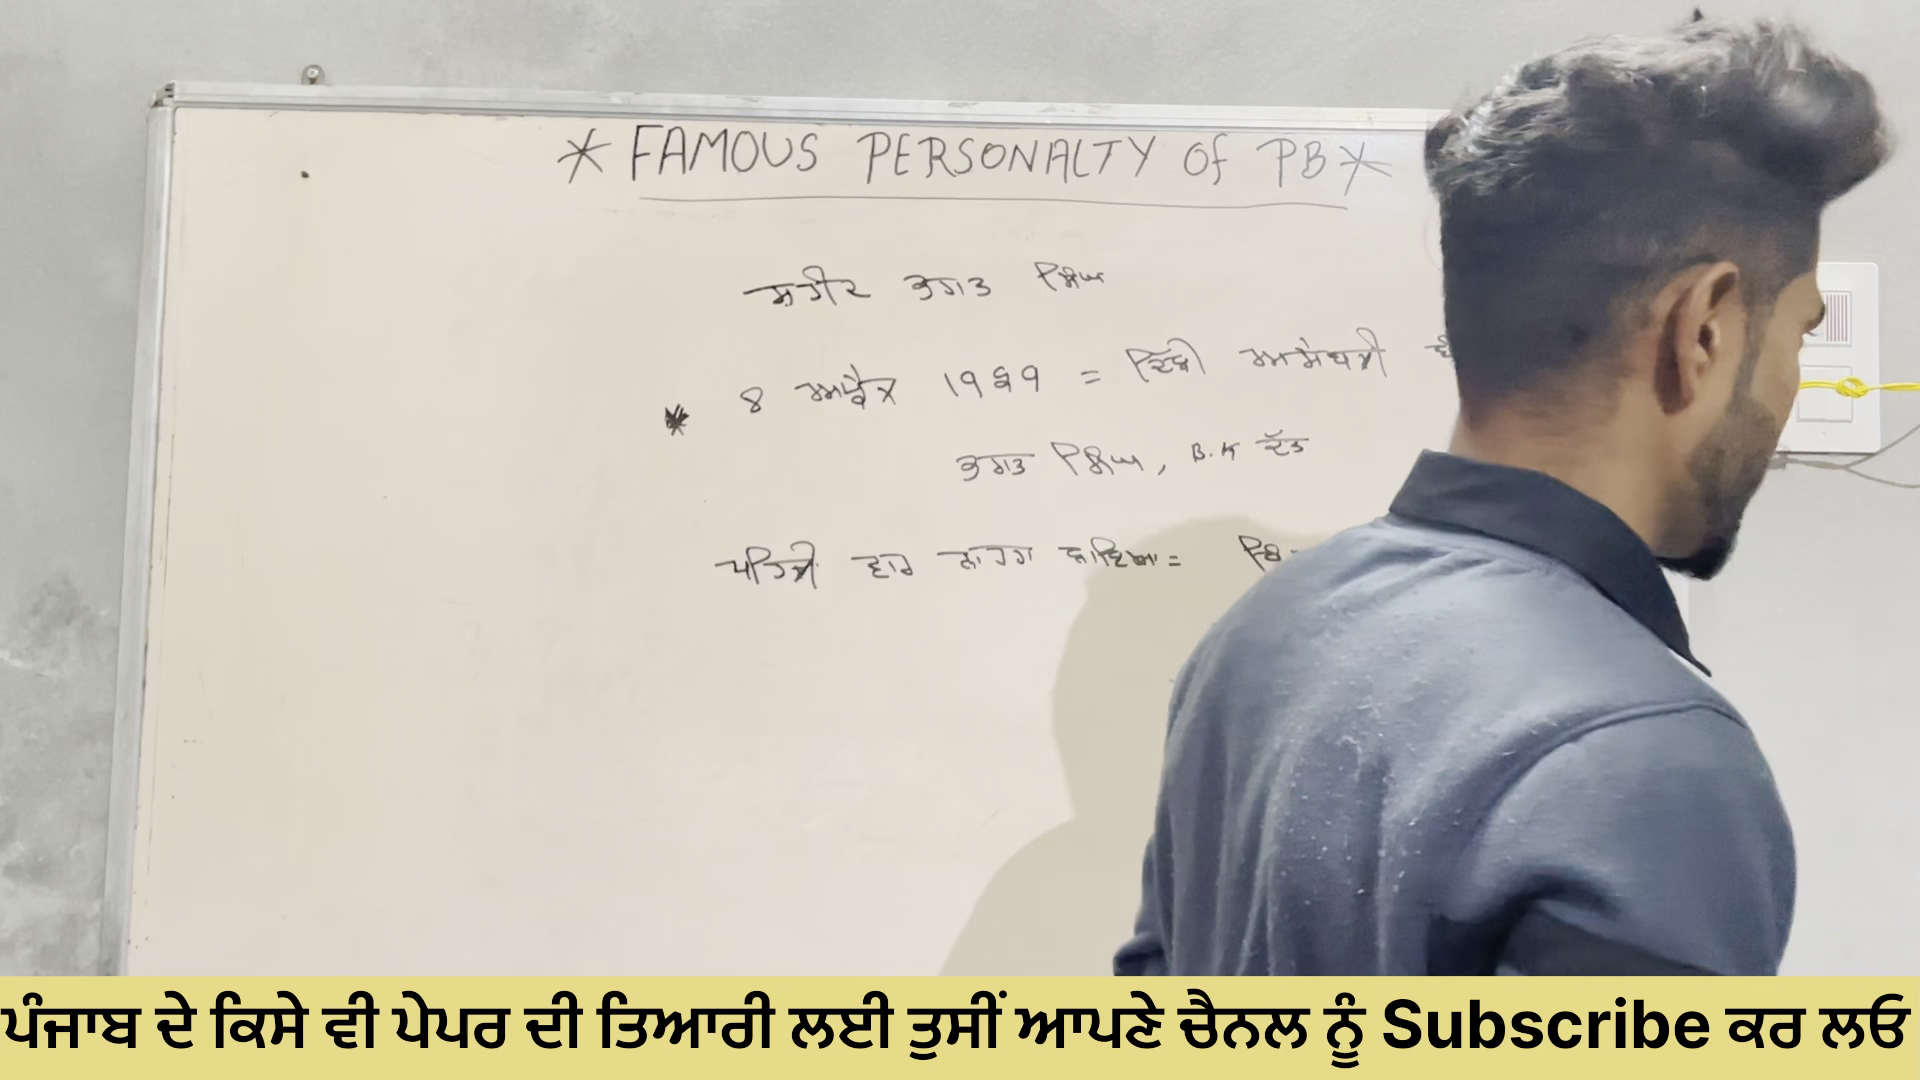 * FAMOUS PERSONALTY Of PB *
ਸ਼ਹੀਦ ਭਗਤ ਸਿੰਘ
* 8 ਅਪ੍ਰੈਲ = ਦਿੱਲੀ ਅਸੈਂਬਲੀ
ਭਗਤ ਸਿੰਘ, B.K ਦੱਤ
ਪਹਿਲੀ ਵਾਰ ਨਾਹਰਾ ਲਾਇਆ =
ਪੰਜਾਬ ਦੇ ਕਿਸੇ ਵੀ ਪੇਪਰ ਦੀ ਤਿਆਰੀ ਲਈ ਤੁਸੀਂ ਆਪਣੇ ਚੈਨਲ ਨੂੰ Subscribe ਕਰ ਲਓ